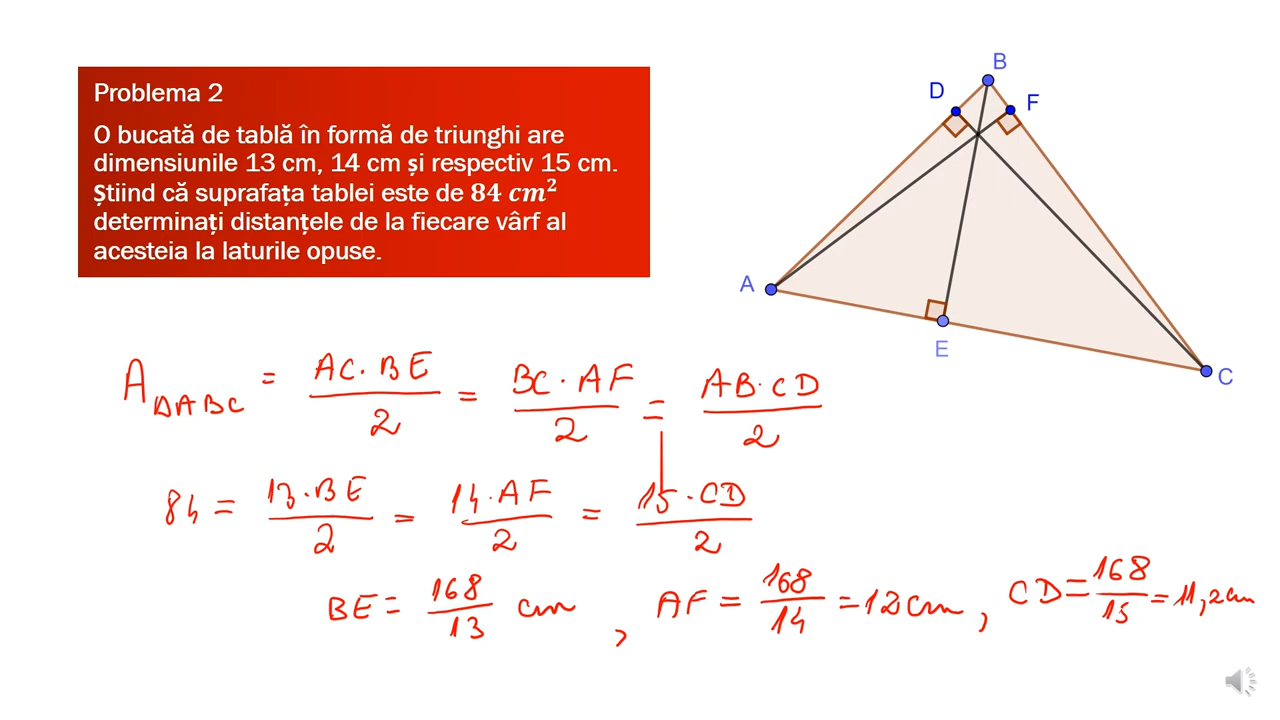 Problema 2
O bucată de tablă în formă de triunghi are
dimensiunile 13 cm, 14 cm și respectiv 15 cm.
Știind că suprafața tablei este de 84 cm²
determinați distanțele de la fiecare vârf al
acesteia la laturile opuse.
B
D
F
A
E
C
A_{ΔABC} = AC·BE/2 = BC·AF/2 = AB·CD/2
84 = 13·BE/2 = 14·AF/2 = 15·CD/2
BE = 168/13 cm , AF = 168/14 = 12cm, CD = 168/15 = 11,2cm